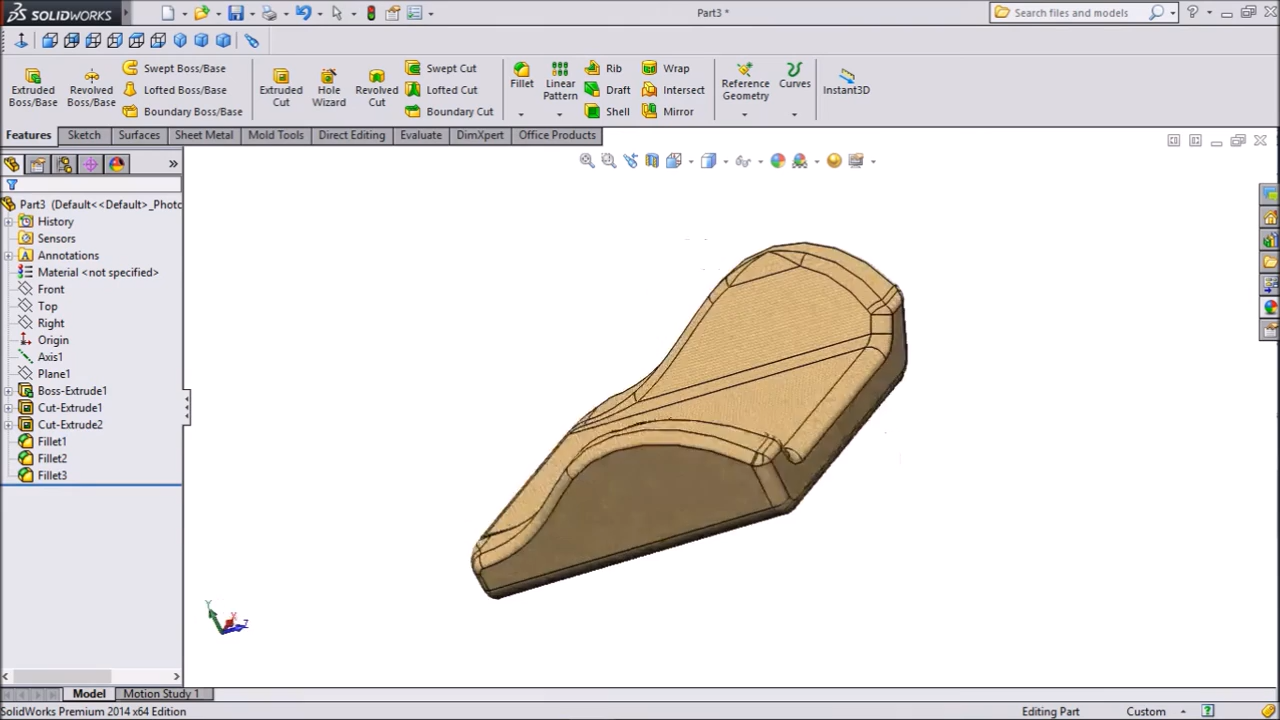 SOLIDWORKS
Part3 *
Search files and models
Extruded Boss/Base
Revolved Boss/Base
Swept Boss/Base
Lofted Boss/Base
Boundary Boss/Base
Extruded Cut
Hole Wizard
Revolved Cut
Swept Cut
Lofted Cut
Boundary Cut
Fillet
Linear Pattern
Rib
Draft
Shell
Wrap
Intersect
Mirror
Reference Geometry
Curves
Instant3D
Features
Sketch
Surfaces
Sheet Metal
Mold Tools
Direct Editing
Evaluate
DimXpert
Office Products
Part3 (Default<<Default>_Photo
History
Sensors
Annotations
Material <not specified>
Front
Top
Right
Origin
Axis1
Plane1
Boss-Extrude1
Cut-Extrude1
Cut-Extrude2
Fillet1
Fillet2
Fillet3
Y
X
Z
Model
Motion Study 1
SolidWorks Premium 2014 x64 Edition
Editing Part
Custom